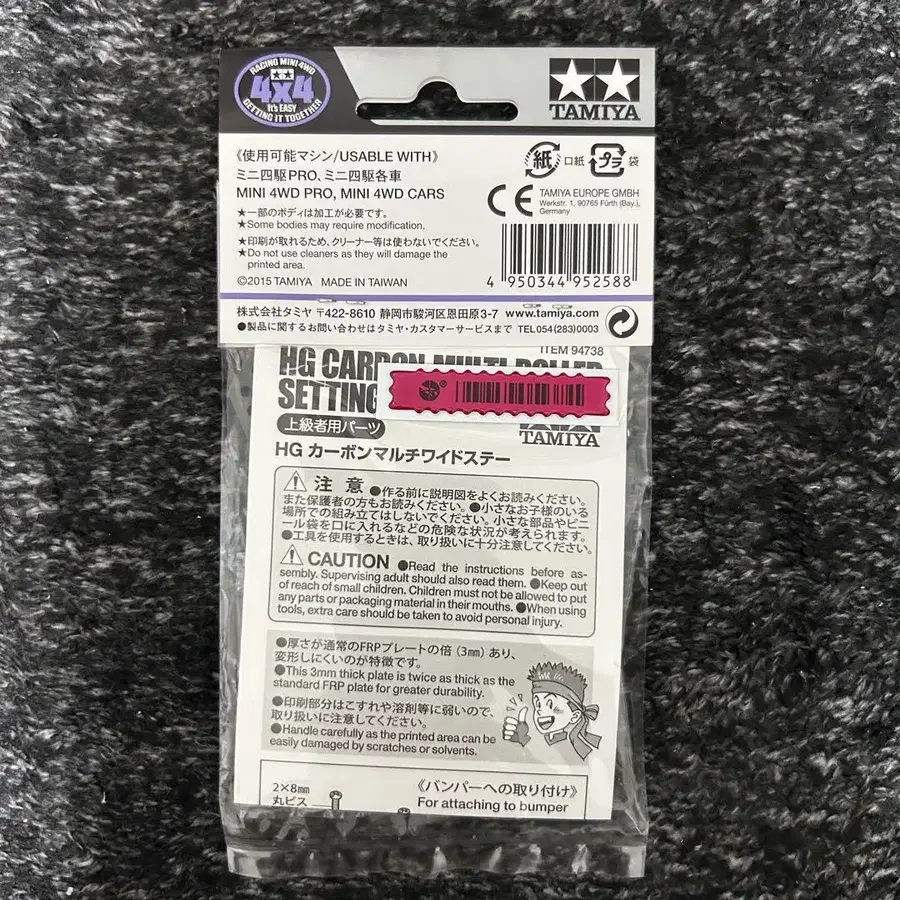 RACING MINI 4WD
4x4
It's EASY
GETTING IT TOGETHER
TAMIYA
《使用可能マシン/USABLE WITH》
ミニ四駆PRO、ミニ四駆各車
MINI 4WD PRO, MINI 4WD CARS
★一部のボディは加工が必要です。
★Some bodies may require modification.
★印刷が取れるため、クリーナー等は使わないでください。
★Do not use cleaners as they will damage the
printed area.
©2015 TAMIYA MADE IN TAIWAN
紙 口紙 プラ 袋
CE TAMIYA EUROPE GMBH
Werkstr. 1, 90765 Fürth (Bay.),
Germany
4 950344 952588
株式会社タミヤ 〒422-8610 静岡市駿河区恩田原3-7 www.tamiya.com
●製品に関するお問い合わせはタミヤ・カスタマーサービスまで TEL054(283)0003
ITEM 94738
HG CARBON MULTI ROLLER
SETTING
上級者用パーツ
TAMIYA
HG カーボンマルチワイドステー
注意 ●作る前に説明図をよくお読みください。
また保護者の方もお読みください。●小さなお子様のいる
場所での組み立てはしないでください。小さな部品やビニ
ール袋を口に入れるなどの危険な状況が考えられます。
●工具を使用するときは、取り扱いに十分注意してください。
CAUTION ●Read the instructions before as-
sembly. Supervising adult should also read them. ●Keep out
of reach of small children. Children must not be allowed to put
any parts or packaging material in their mouths. ●When using
tools, extra care should be taken to avoid personal injury.
●厚さが通常のFRPプレートの倍(3㎜)あり、
変形しにくいのが特徴です。
●This 3mm thick plate is twice as thick as the
standard FRP plate for greater durability.
●印刷部分はこすれや溶剤等に弱いので、
取り扱いに注意してください。
●Handle carefully as the printed area can be
easily damaged by scratches or solvents.
2×8㎜
丸ビス
《バンパーへの取り付け》
For attaching to bumper